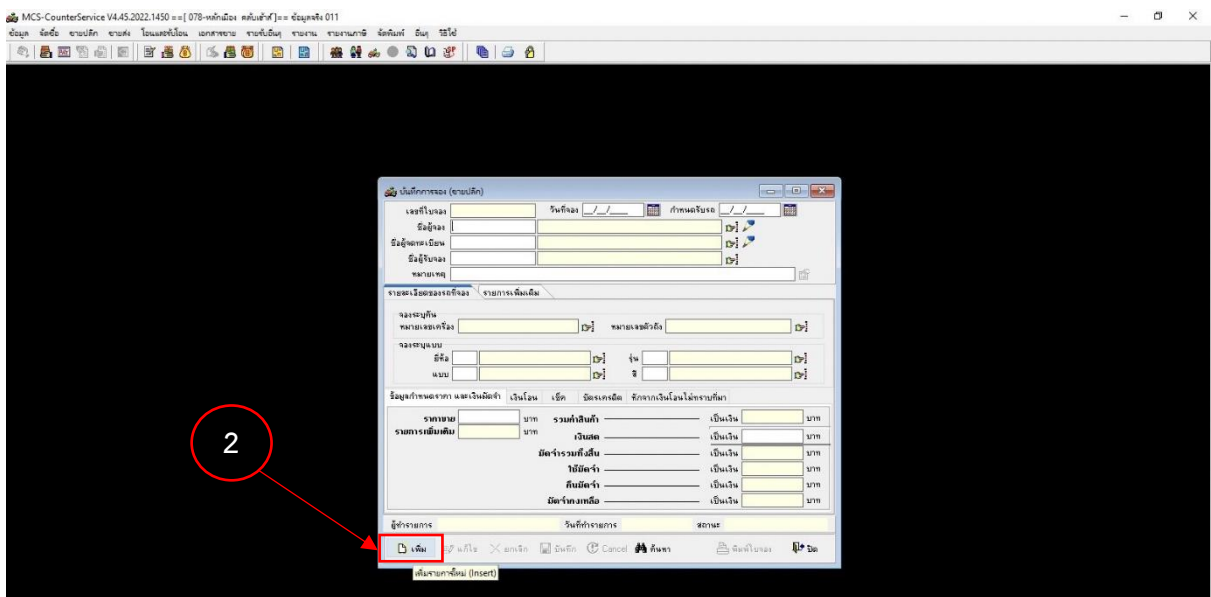 MCS-CounterService V4.45.2022.1450 ==[ 078-หลักเมือง คลับเฮ้าส์ ]== ข้อมูลจริง 011
ข้อมูล จัดซื้อ ขายปลีก ขายส่ง โอนและรับโอน เอกสารขาย รายรับอื่นๆ รายงาน รายงานภาษี จัดพิมพ์ อื่นๆ วิธีใช้
บันทึกการจอง (ขายปลีก)
เลขที่ใบจอง วันที่จอง __/__/____ กำหนดรับรถ __/__/____
ชื่อผู้จอง
ชื่อผู้จดทะเบียน
ชื่อผู้รับจอง
หมายเหตุ
รายละเอียดของรถที่จอง รายการเพิ่มเติม
จองระบุคัน
หมายเลขเครื่อง หมายเลขตัวถัง
จองระบุแบบ
ยี่ห้อ รุ่น
แบบ สี
ข้อมูลกำหนดราคา และเงินมัดจำ เงินโอน เช็ค บัตรเครดิต หักจากเงินโอนไม่ทราบที่มา
ราคาขาย บาท รวมค่าสินค้า เป็นเงิน บาท
รายการเพิ่มเติม บาท เงินสด เป็นเงิน บาท
มัดจำรวมทั้งสิ้น เป็นเงิน บาท
ใช้มัดจำ เป็นเงิน บาท
คืนมัดจำ เป็นเงิน บาท
มัดจำคงเหลือ เป็นเงิน บาท
ผู้ทำรายการ วันที่ทำรายการ สถานะ
เพิ่ม แก้ไข ยกเลิก บันทึก Cancel ค้นหา พิมพ์ใบจอง ปิด
เพิ่มรายการใหม่ (Insert)
2